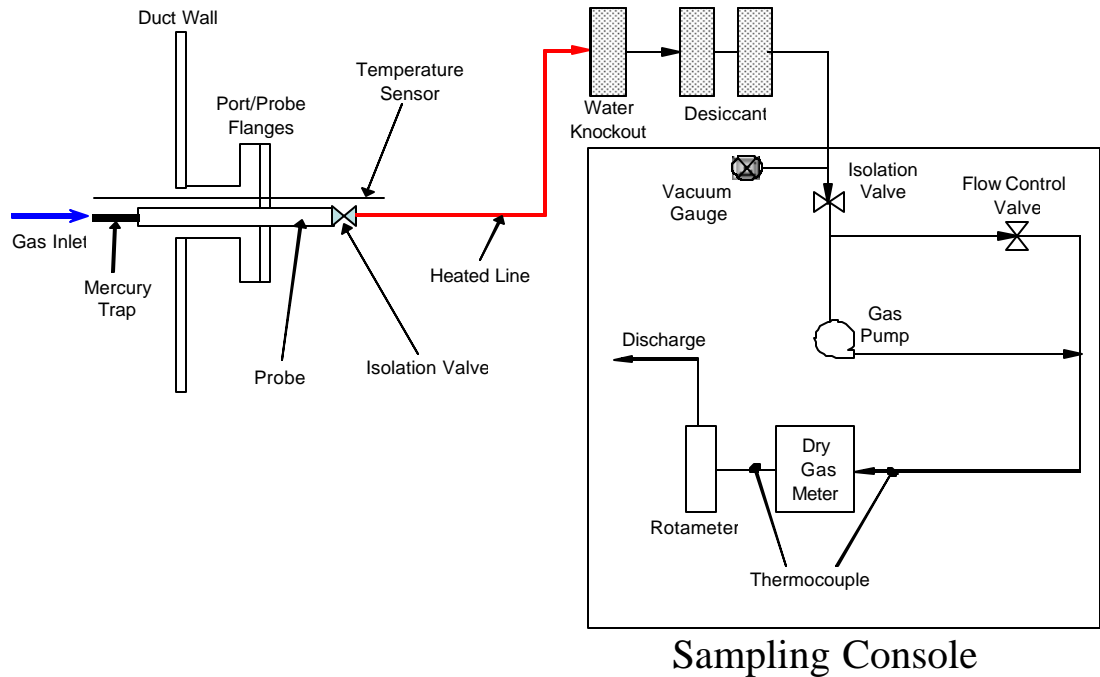 Duct Wall
Temperature
Sensor
Port/Probe
Flanges
Water
Knockout
Desiccant
Gas Inlet
Mercury
Trap
Probe
Isolation Valve
Heated Line
Vacuum
Gauge
Isolation
Valve
Flow Control
Valve
Gas
Pump
Discharge
Dry
Gas
Meter
Rotameter
Thermocouple
Sampling Console